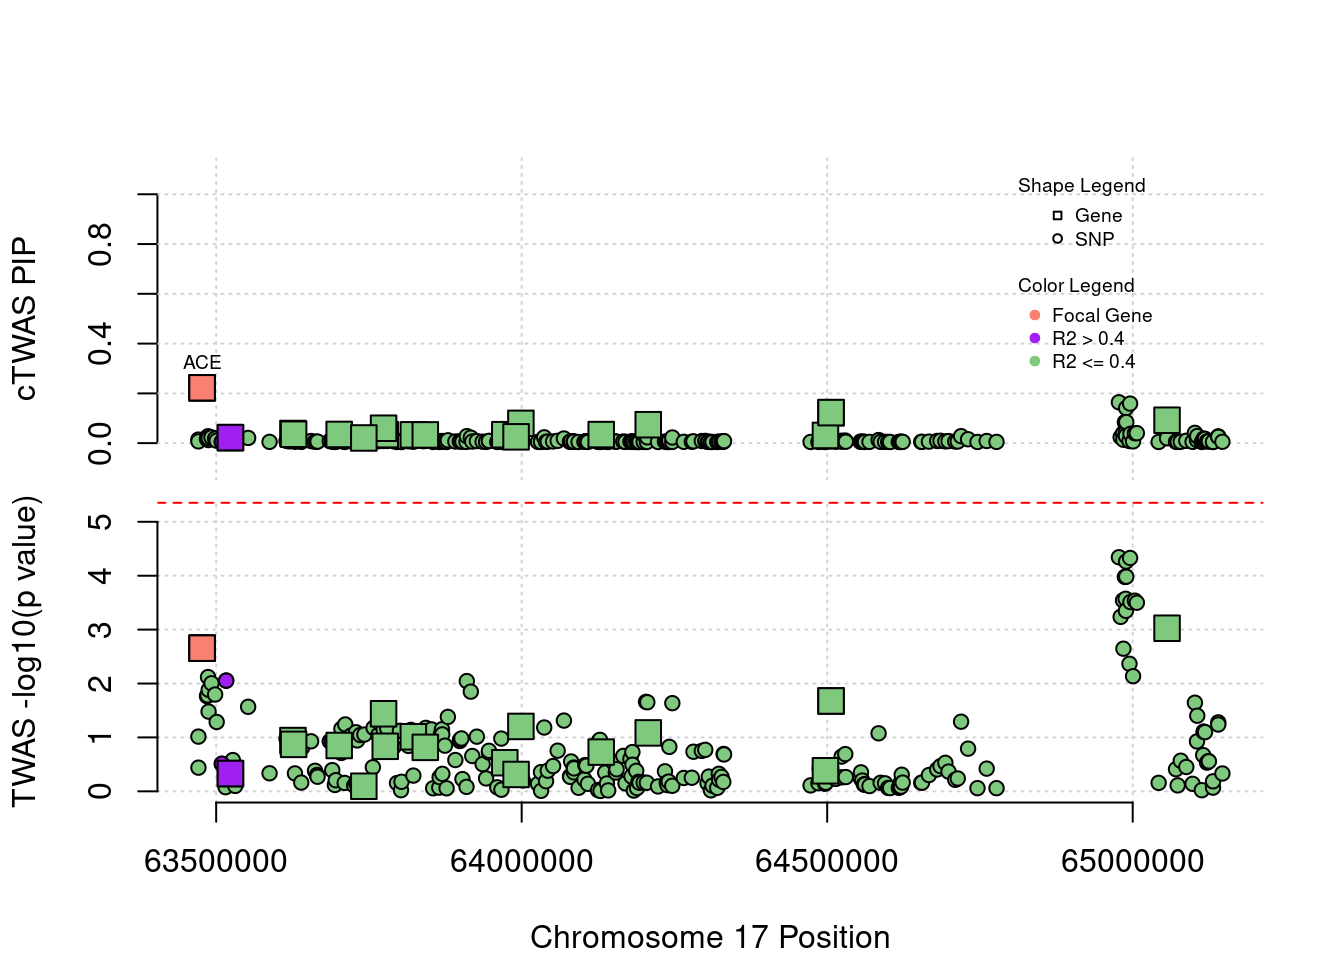 cTWAS PIP
0.8
0.4
0.0
ACE
Shape Legend
Gene
SNP
Color Legend
Focal Gene
R2 > 0.4
R2 <= 0.4
TWAS -log10(p value)
5
4
3
2
1
0
63500000 64000000 64500000 65000000
Chromosome 17 Position